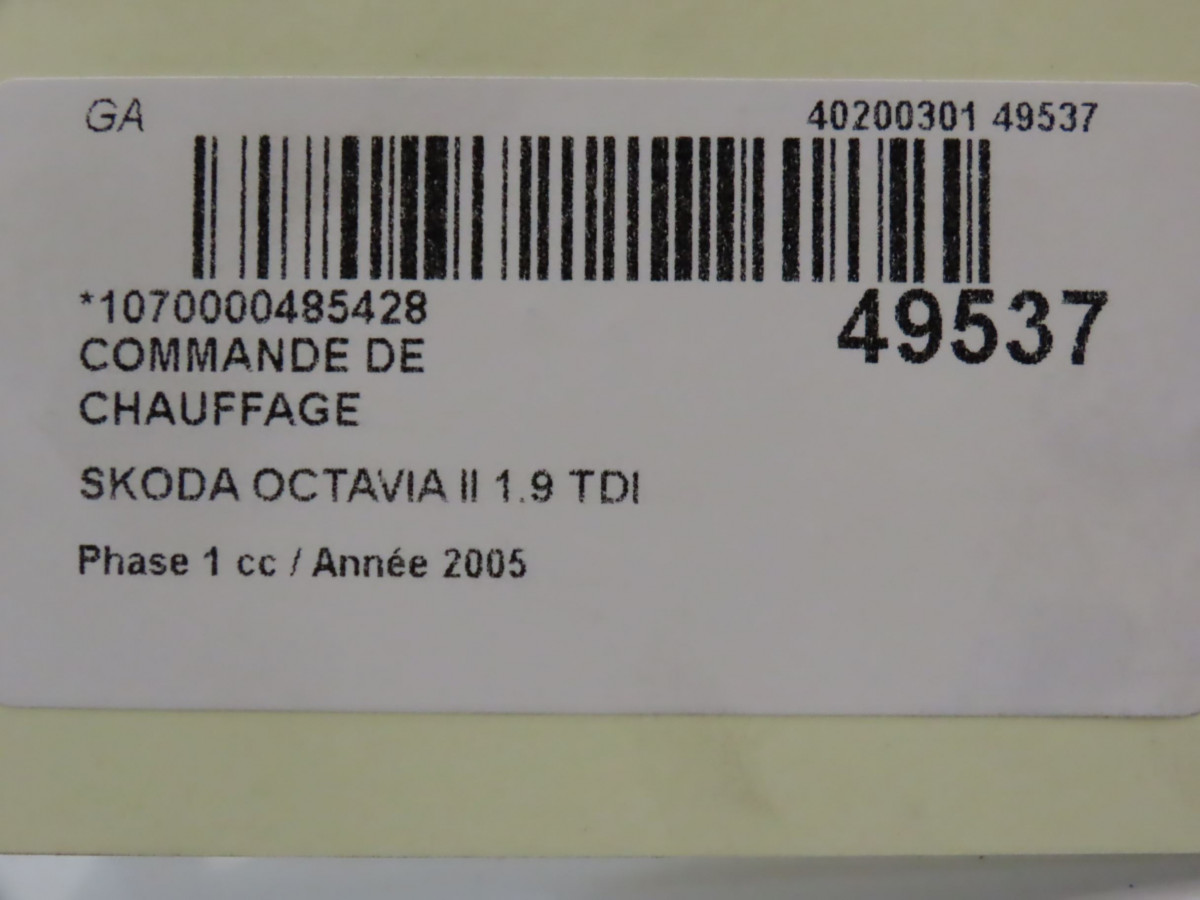 GA
40200301 49537
*1070000485428
49537
COMMANDE DE
CHAUFFAGE
SKODA OCTAVIA II 1.9 TDI
Phase 1 cc / Année 2005